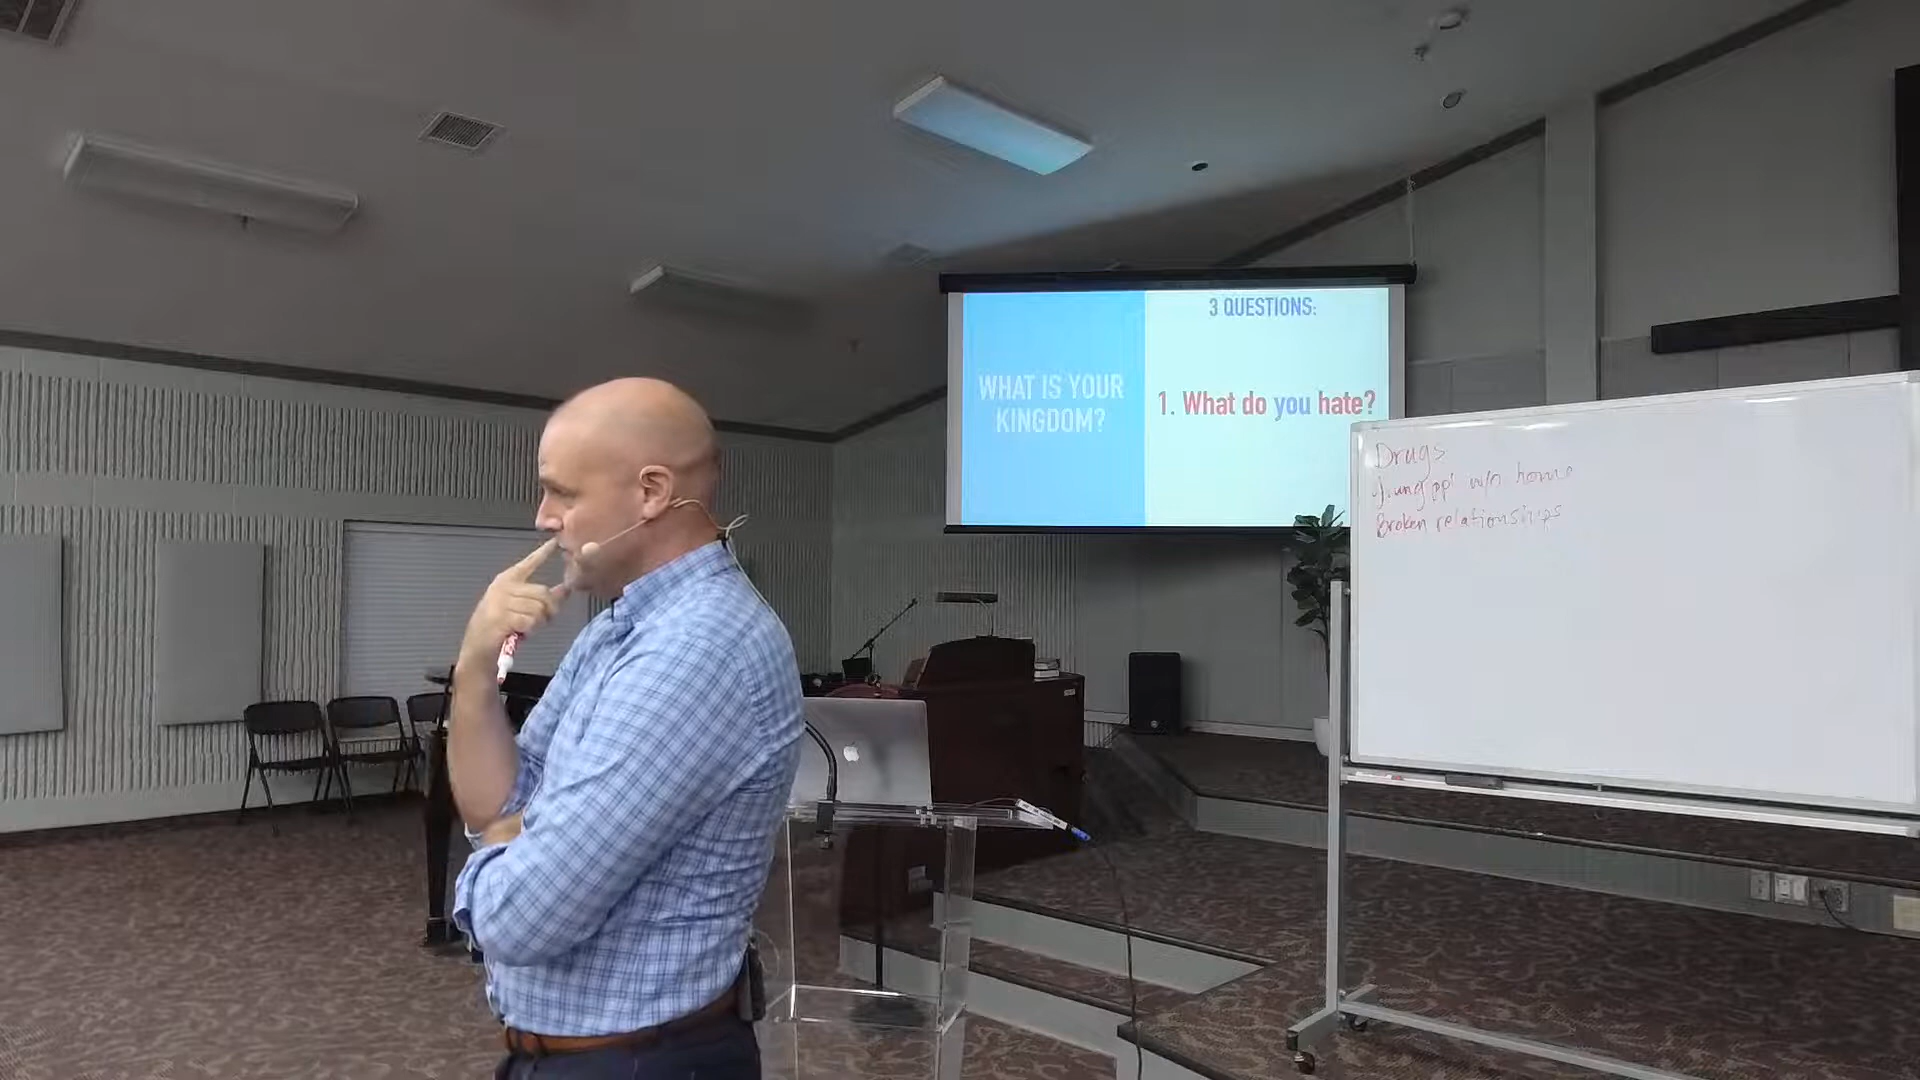 3 QUESTIONS:
WHAT IS YOUR
KINGDOM?
1. What do you hate?
Drugs
Young ppl w/o home
Broken relationships